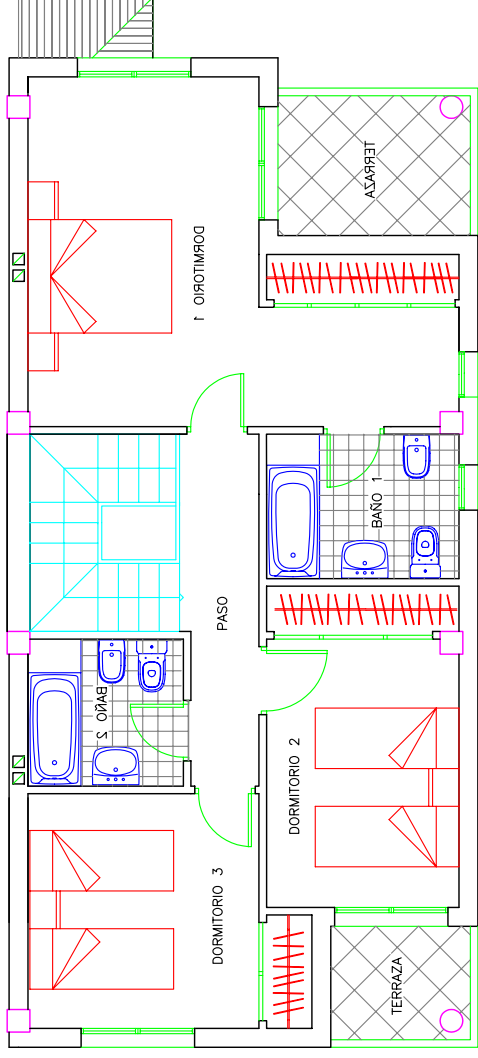 TERRAZA
DORMITORIO 1
BAÑO 1
PASO
BAÑO 2
DORMITORIO 2
DORMITORIO 3
TERRAZA